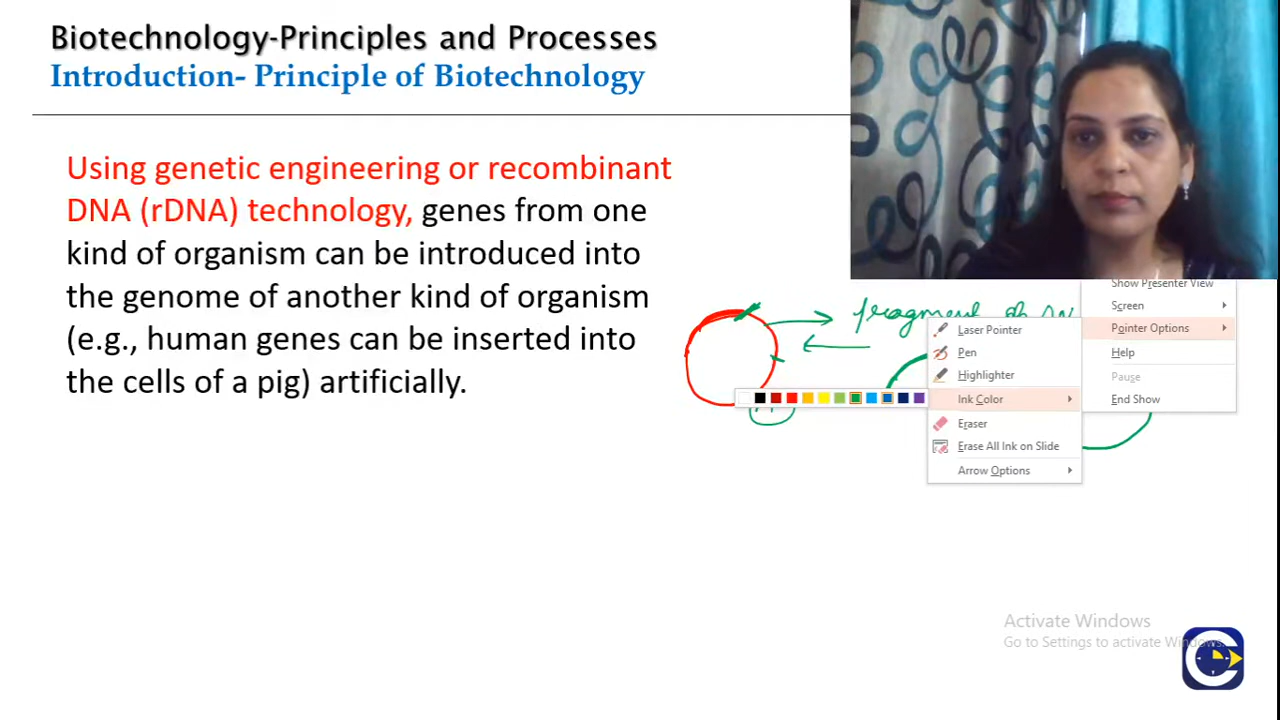 Biotechnology-Principles and Processes
Introduction- Principle of Biotechnology
Using genetic engineering or recombinant
DNA (rDNA) technology, genes from one
kind of organism can be introduced into
the genome of another kind of organism
(e.g., human genes can be inserted into
the cells of a pig) artificially.
fragment of
Show Presenter View
Screen
Pointer Options
Help
Pause
End Show
Laser Pointer
Pen
Highlighter
Ink Color
Eraser
Erase All Ink on Slide
Arrow Options
Activate Windows
Go to Settings to activate Windows.